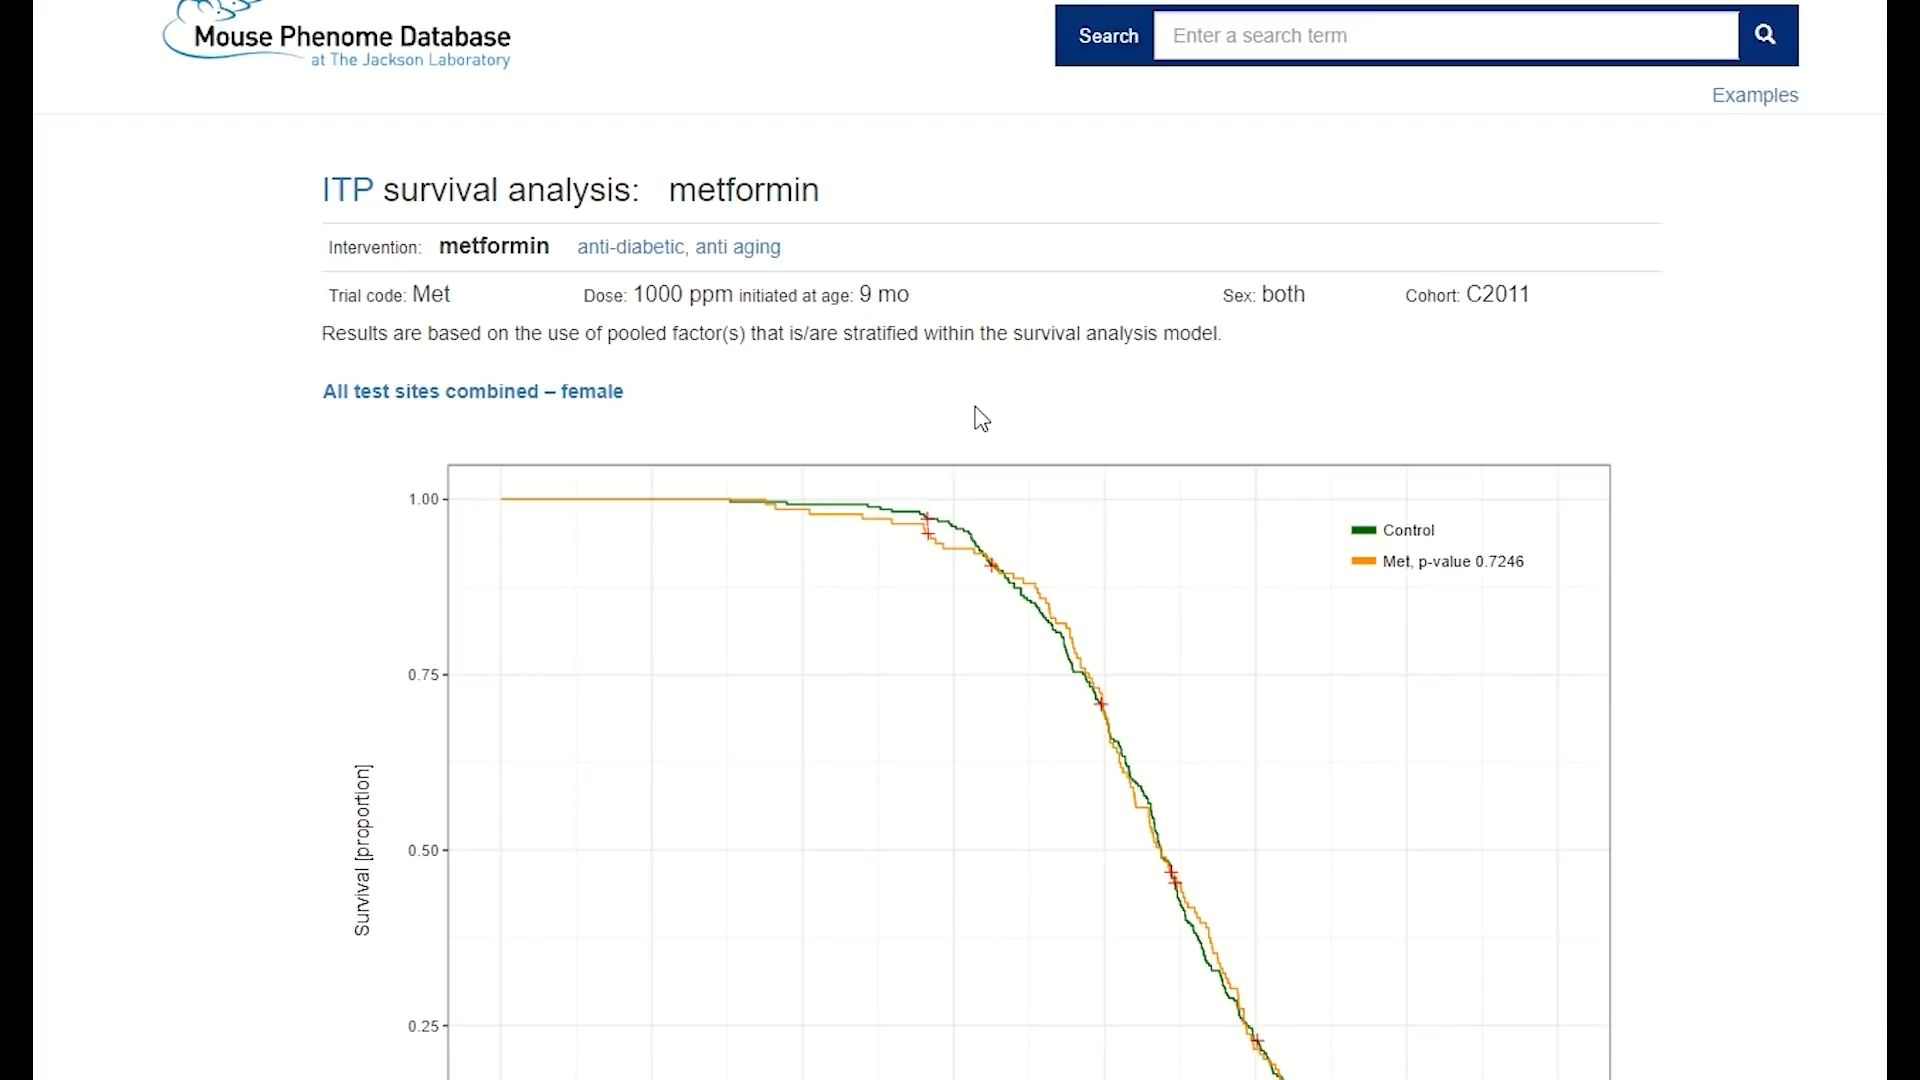 Mouse Phenome Database
at The Jackson Laboratory
Search Enter a search term
Examples
ITP survival analysis: metformin
Intervention: metformin anti-diabetic, anti aging
Trial code: Met Dose: 1000 ppm initiated at age: 9 mo Sex: both Cohort: C2011
Results are based on the use of pooled factor(s) that is/are stratified within the survival analysis model.
All test sites combined – female
1.00
Control
Met, p-value 0.7246
0.75
Survival [proportion]
0.50
0.25